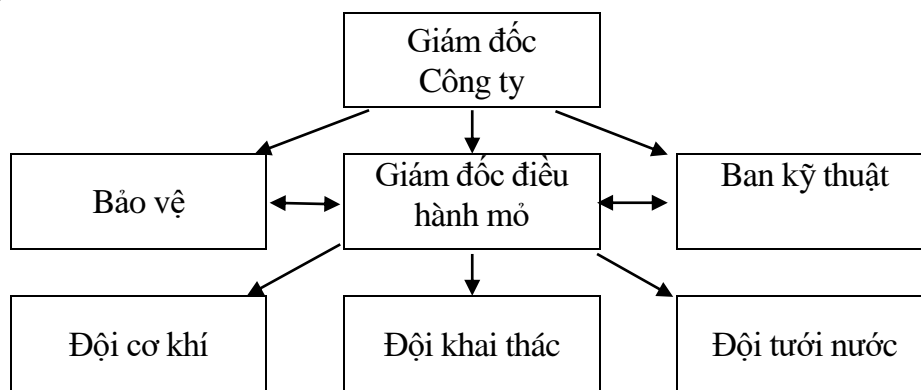 Giám đốc
Công ty
Bảo vệ
Giám đốc điều
hành mỏ
Ban kỹ thuật
Đội cơ khí
Đội khai thác
Đội tưới nước